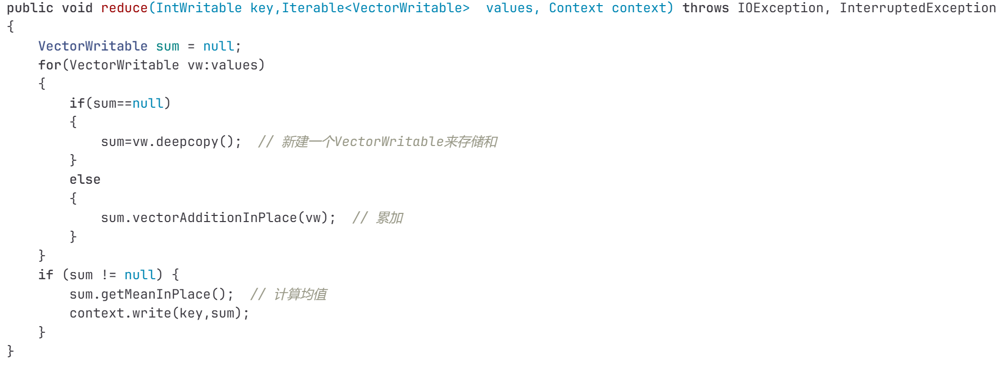 public void reduce(IntWritable key,Iterable<VectorWritable>  values, Context context) throws IOException, InterruptedException
{
    VectorWritable sum = null;
    for(VectorWritable vw:values)
    {
        if(sum==null)
        {
            sum=vw.deepcopy();  // 新建一个VectorWritable来存储和
        }
        else
        {
            sum.vectorAdditionInPlace(vw);  // 累加
        }
    }
    if (sum != null) {
        sum.getMeanInPlace();  // 计算均值
        context.write(key,sum);
    }
}